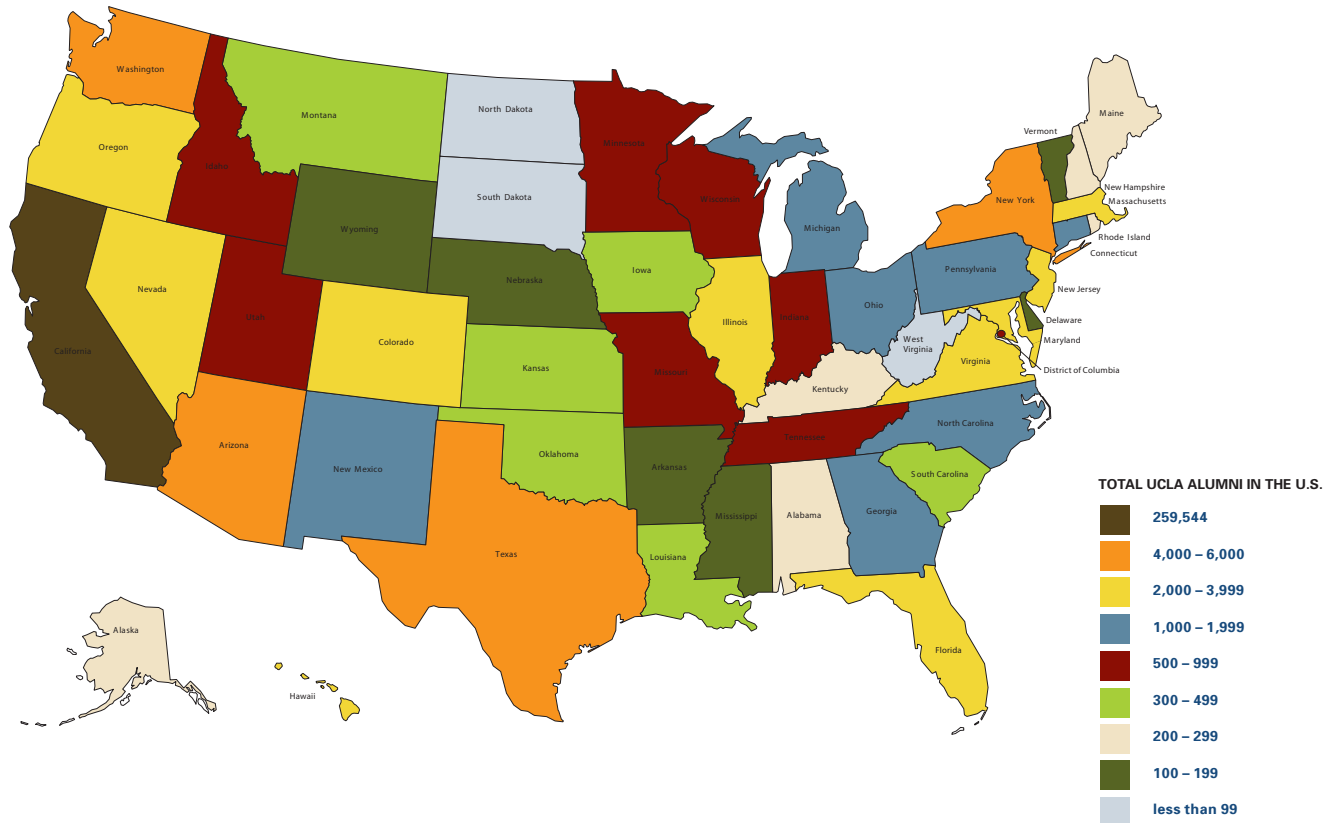 Washington
Oregon
Idaho
Montana
North Dakota
South Dakota
Minnesota
Wisconsin
Michigan
Wyoming
Nebraska
Iowa
Nevada
California
Utah
Colorado
Kansas
Missouri
Illinois
Indiana
Ohio
Pennsylvania
New York
Vermont
Maine
New Hampshire
Massachusetts
Rhode Island
Connecticut
New Jersey
Delaware
Maryland
District of Columbia
West
Virginia
Virginia
Kentucky
Tennessee
North Carolina
South Carolina
Georgia
Alabama
Mississippi
Arkansas
Louisiana
Oklahoma
Texas
New Mexico
Arizona
Florida
Alaska
Hawaii
TOTAL UCLA ALUMNI IN THE U.S.
259,544
4,000 – 6,000
2,000 – 3,999
1,000 – 1,999
500 – 999
300 – 499
200 – 299
100 – 199
less than 99